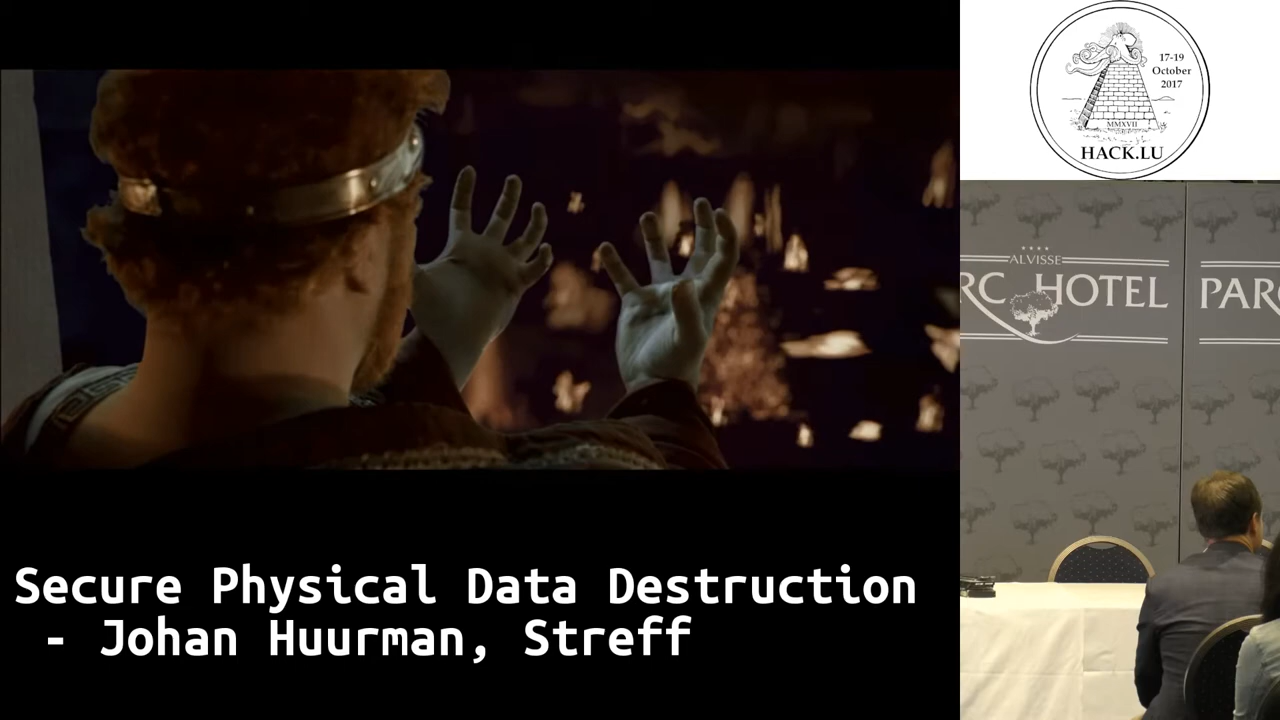 Secure Physical Data Destruction
- Johan Huurman, Streff
17-19
October
2017
MMXVII
HACK.LU
ALVISSE
RC HOTEL
PARC